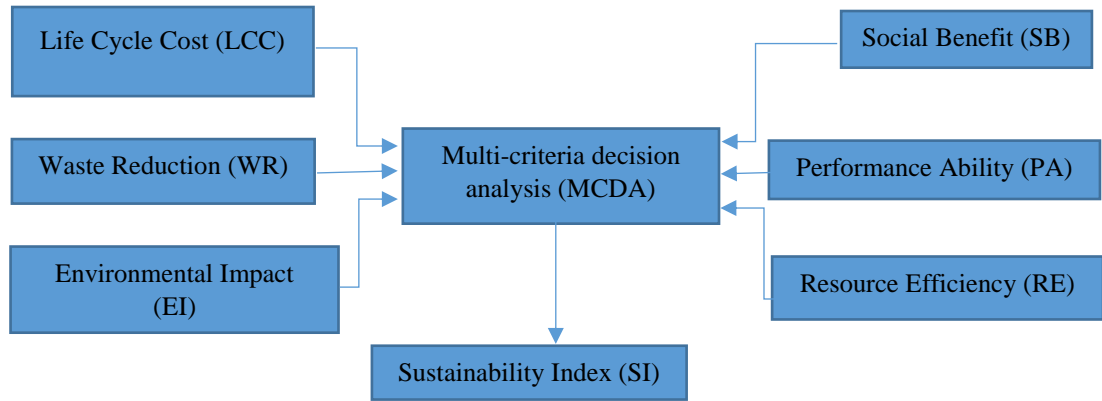 Life Cycle Cost (LCC)
Social Benefit (SB)
Waste Reduction (WR)
Multi-criteria decision
analysis (MCDA)
Performance Ability (PA)
Environmental Impact
(EI)
Resource Efficiency (RE)
Sustainability Index (SI)